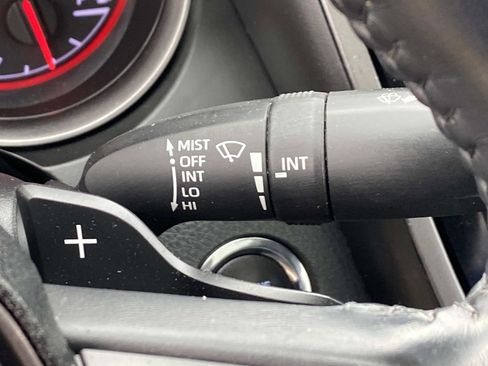 MIST
OFF
INT
LO
HI
INT
+